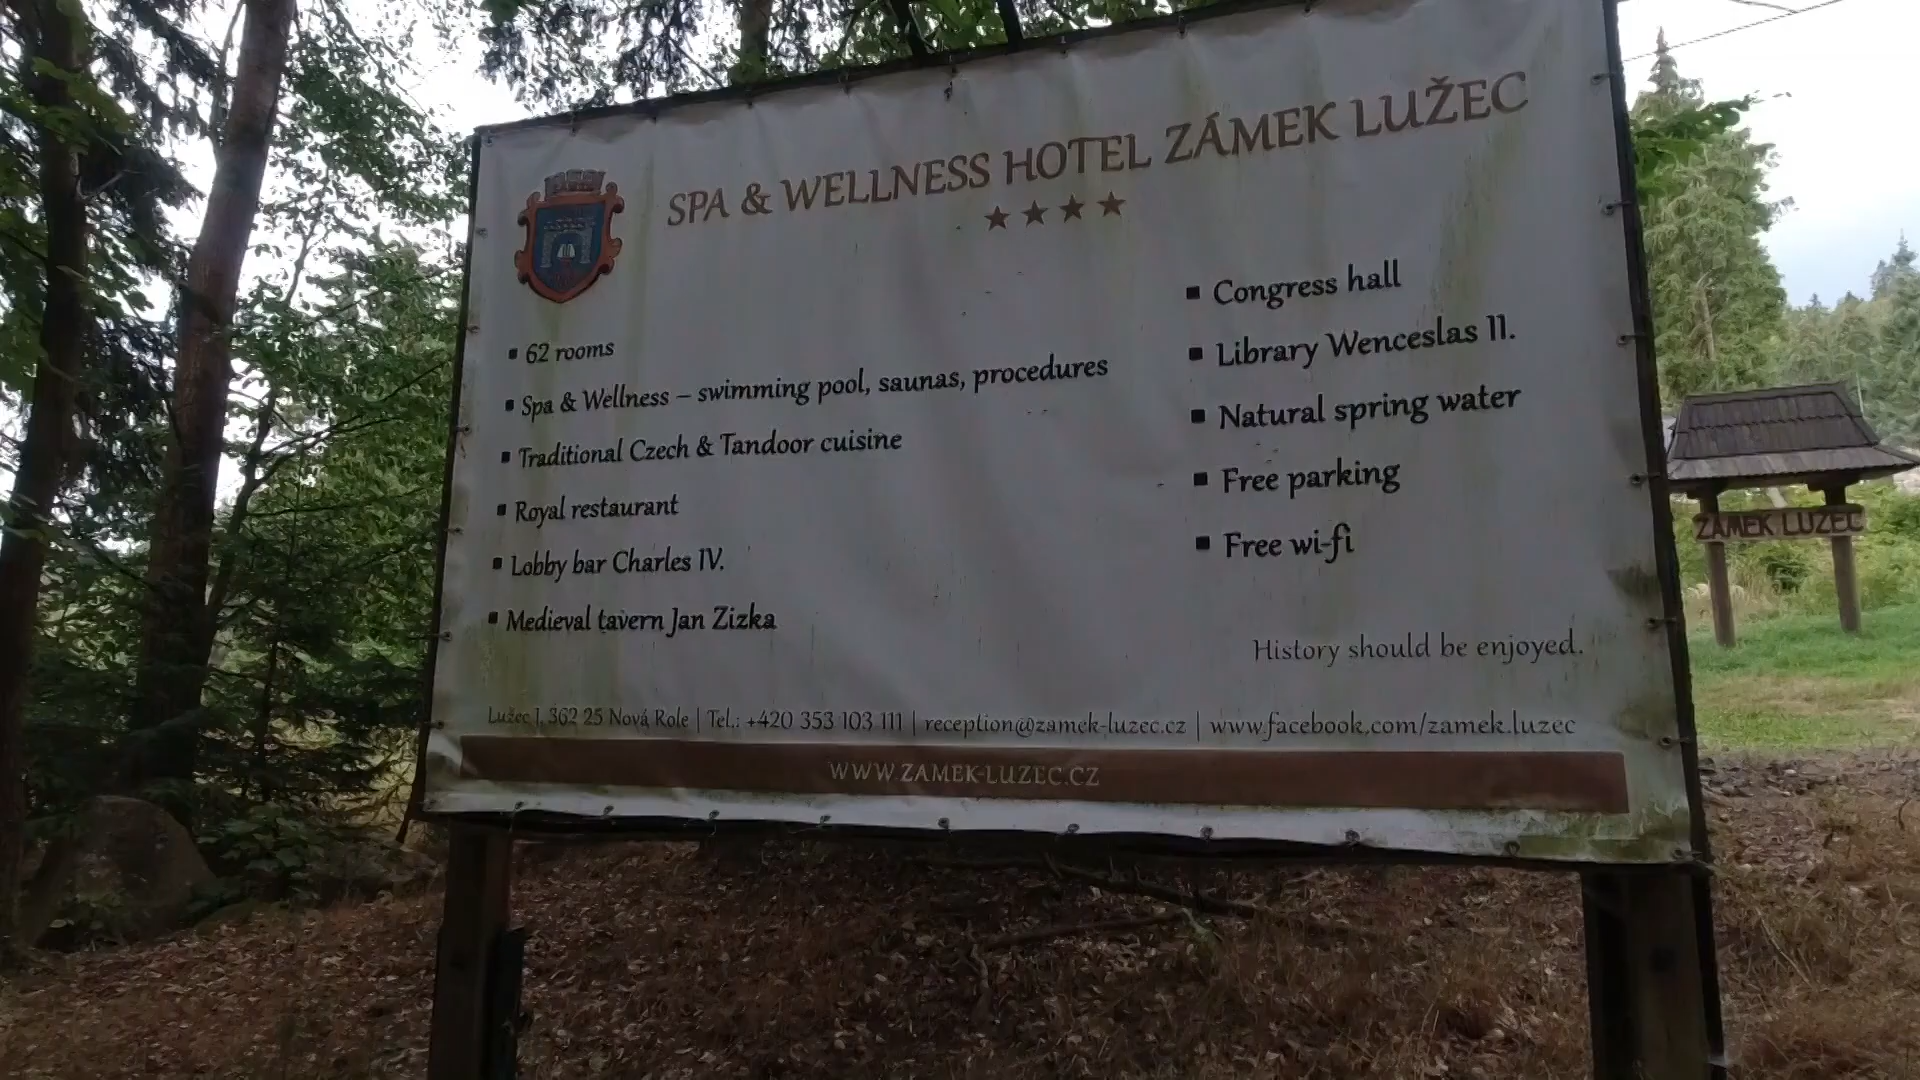 SPA & WELLNESS HOTEL ZÁMEK LUŽEC
62 rooms
Spa & Wellness – swimming pool, saunas, procedures
Traditional Czech & Tandoor cuisine
Royal restaurant
Lobby bar Charles IV.
Medieval tavern Jan Zizka
Congress hall
Library Wenceslas II.
Natural spring water
Free parking
Free wi-fi
History should be enjoyed.
Lužec 1, 362 25 Nová Role | Tel.: +420 353 103 111 | reception@zamek-luzec.cz | www.facebook.com/zamek.luzec
WWW.ZAMEK-LUZEC.CZ
ZÁMEK LUŽEC